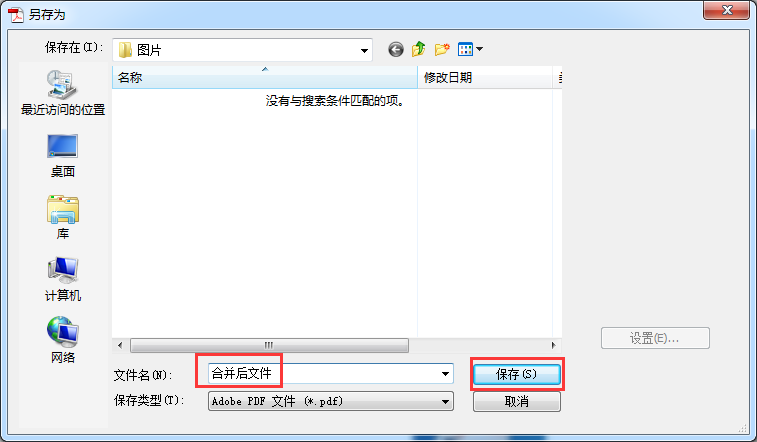 另存为
保存在(I):
图片
名称
修改日期
没有与搜索条件匹配的项。
最近访问的位置
桌面
库
计算机
网络
设置(E)...
文件名(N):
合并后文件
保存(S)
保存类型(T):
Adobe PDF 文件 (*.pdf)
取消